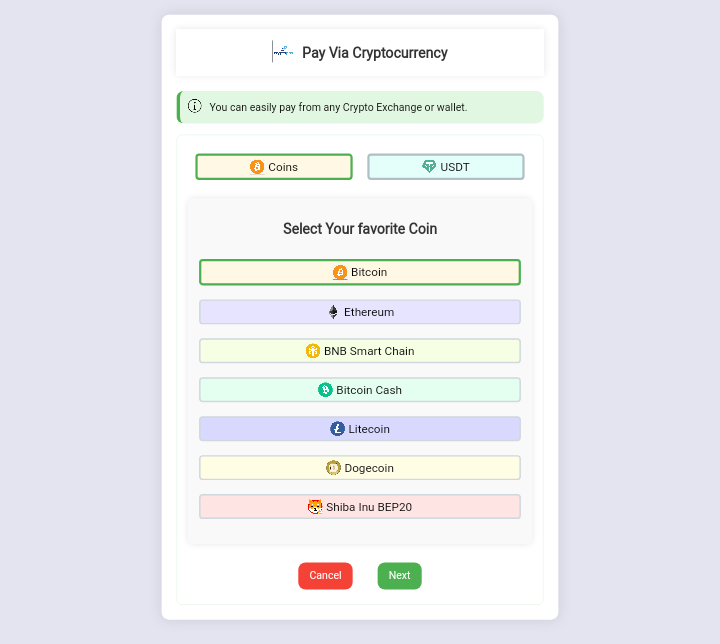 Pay Via Cryptocurrency
You can easily pay from any Crypto Exchange or wallet.
Coins
USDT
Select Your favorite Coin
Bitcoin
Ethereum
BNB Smart Chain
Bitcoin Cash
Litecoin
Dogecoin
Shiba Inu BEP20
Cancel
Next